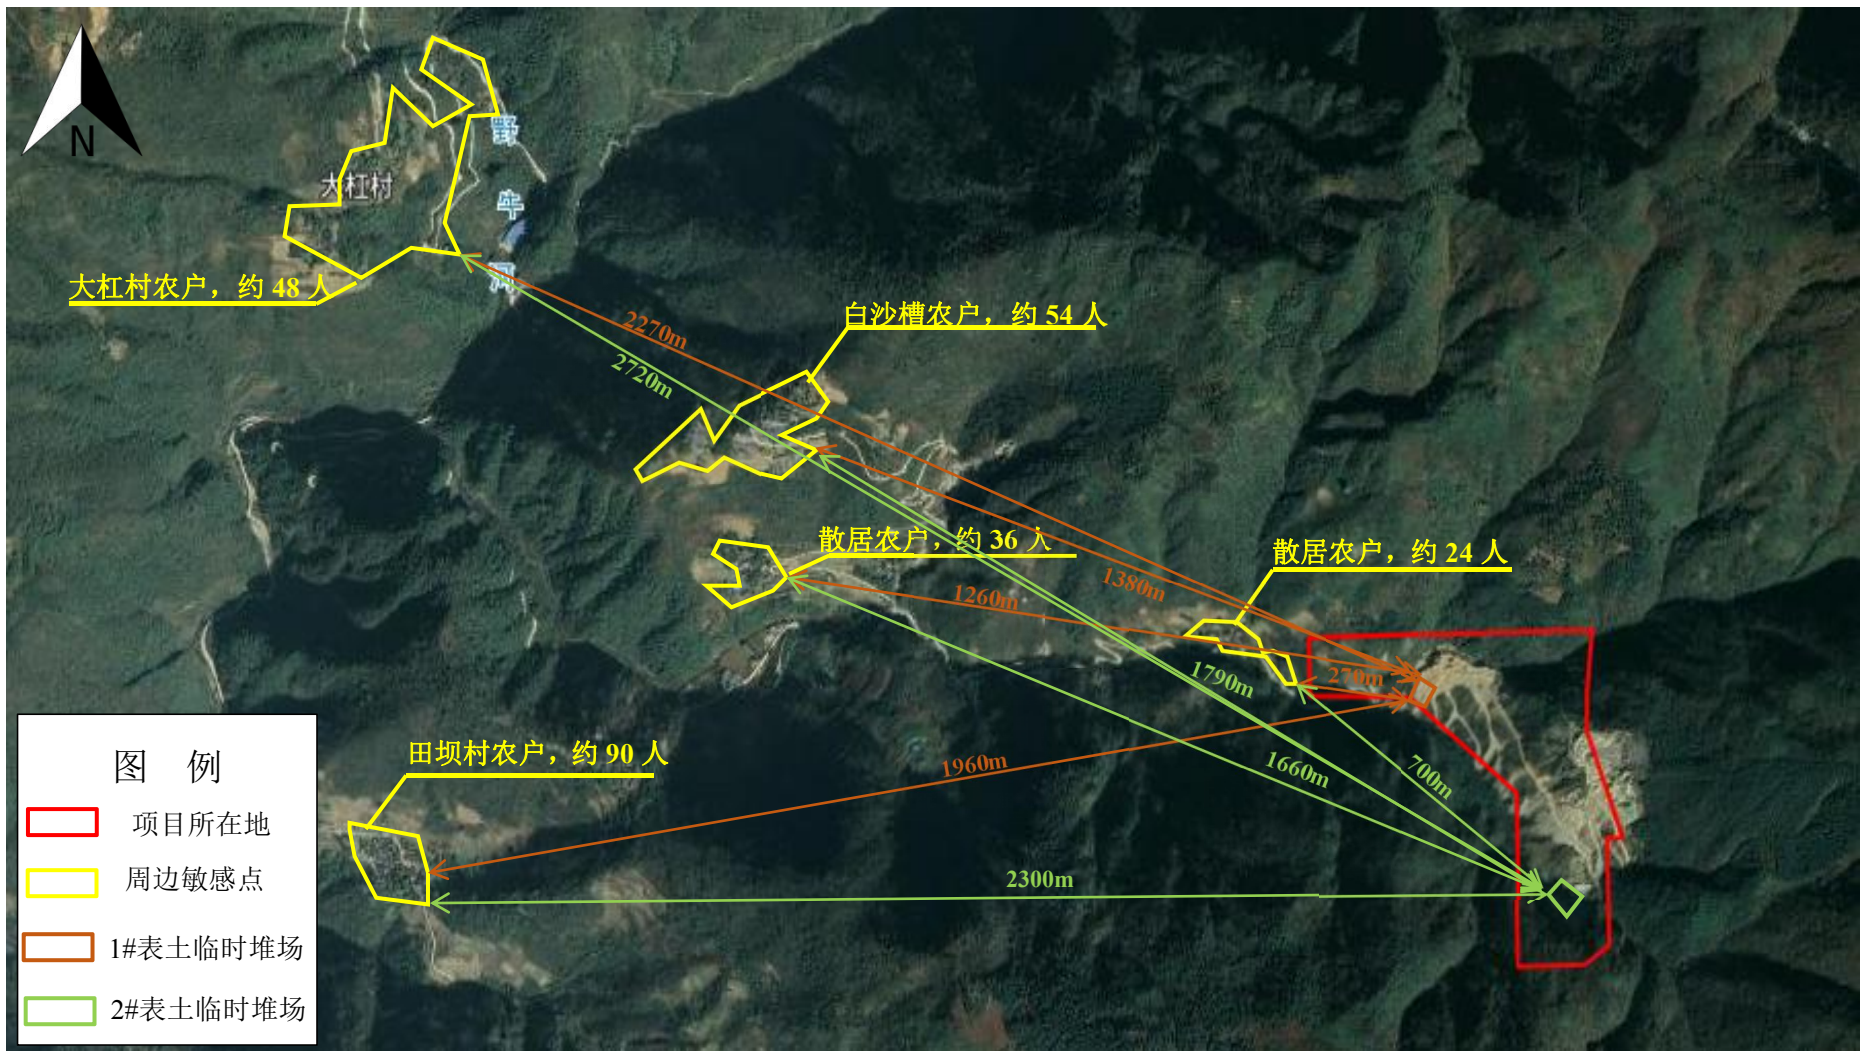 N
野
大杠村
牛
河
大杠村农户，约 48 人
白沙槽农户，约 54 人
2270m
2720m
散居农户，约 36 人
散居农户，约 24 人
1380m
1260m
1790m
270m
田坝村农户，约 90 人
1960m
1660m
700m
2300m
图 例
项目所在地
周边敏感点
1#表土临时堆场
2#表土临时堆场